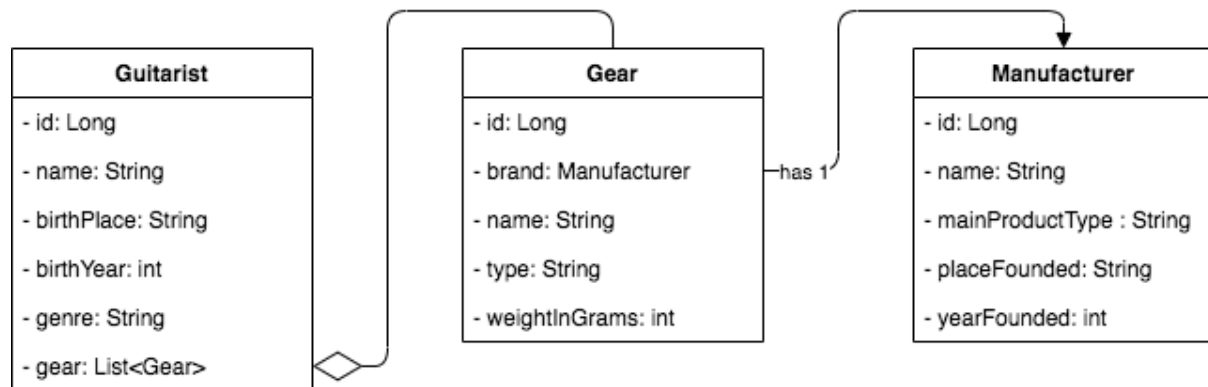 Guitarist
- id: Long
- name: String
- birthPlace: String
- birthYear: int
- genre: String
- gear: List<Gear>
Gear
- id: Long
- brand: Manufacturer
- name: String
- type: String
- weightInGrams: int
has 1
Manufacturer
- id: Long
- name: String
- mainProductType : String
- placeFounded: String
- yearFounded: int